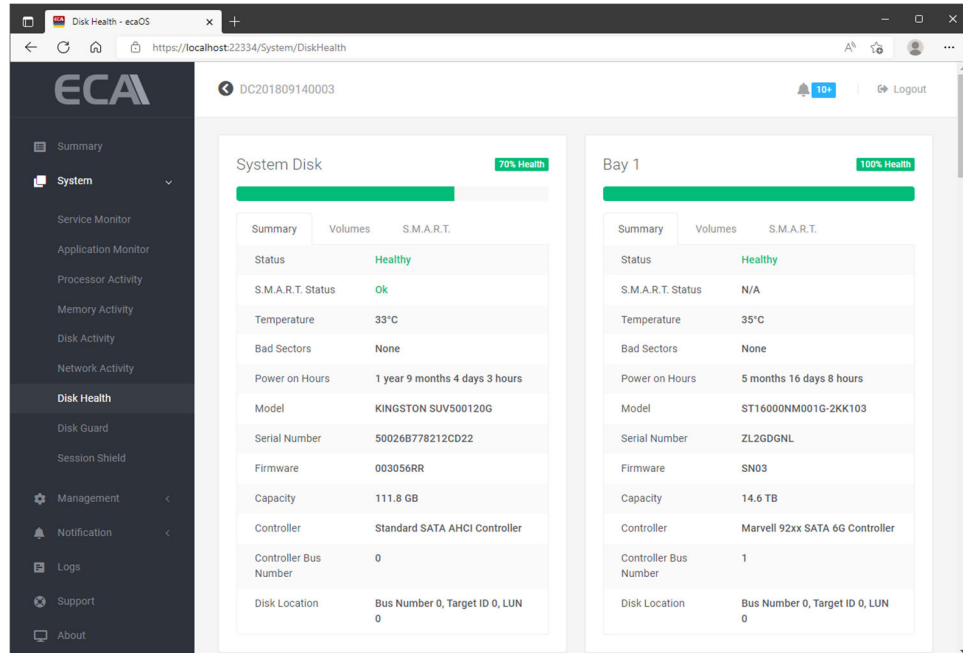 Disk Health - ecaOS
https://localhost:22334/System/DiskHealth
ECA
DC201809140003
10+
Logout
Summary
System
Service Monitor
Application Monitor
Processor Activity
Memory Activity
Disk Activity
Network Activity
Disk Health
Disk Guard
Session Shield
Management
Notification
Logs
Support
About
System Disk
70% Health
Summary Volumes S.M.A.R.T.
Status Healthy
S.M.A.R.T. Status Ok
Temperature 33°C
Bad Sectors None
Power on Hours 1 year 9 months 4 days 3 hours
Model KINGSTON SUV500120G
Serial Number 50026B778212CD22
Firmware 003056RR
Capacity 111.8 GB
Controller Standard SATA AHCI Controller
Controller Bus 0
Number
Disk Location Bus Number 0, Target ID 0, LUN
0
Bay 1
100% Health
Summary Volumes S.M.A.R.T.
Status Healthy
S.M.A.R.T. Status N/A
Temperature 35°C
Bad Sectors None
Power on Hours 5 months 16 days 8 hours
Model ST16000NM001G-2KK103
Serial Number ZL2GDGNL
Firmware SN03
Capacity 14.6 TB
Controller Marvell 92xx SATA 6G Controller
Controller Bus 1
Number
Disk Location Bus Number 0, Target ID 0, LUN
0